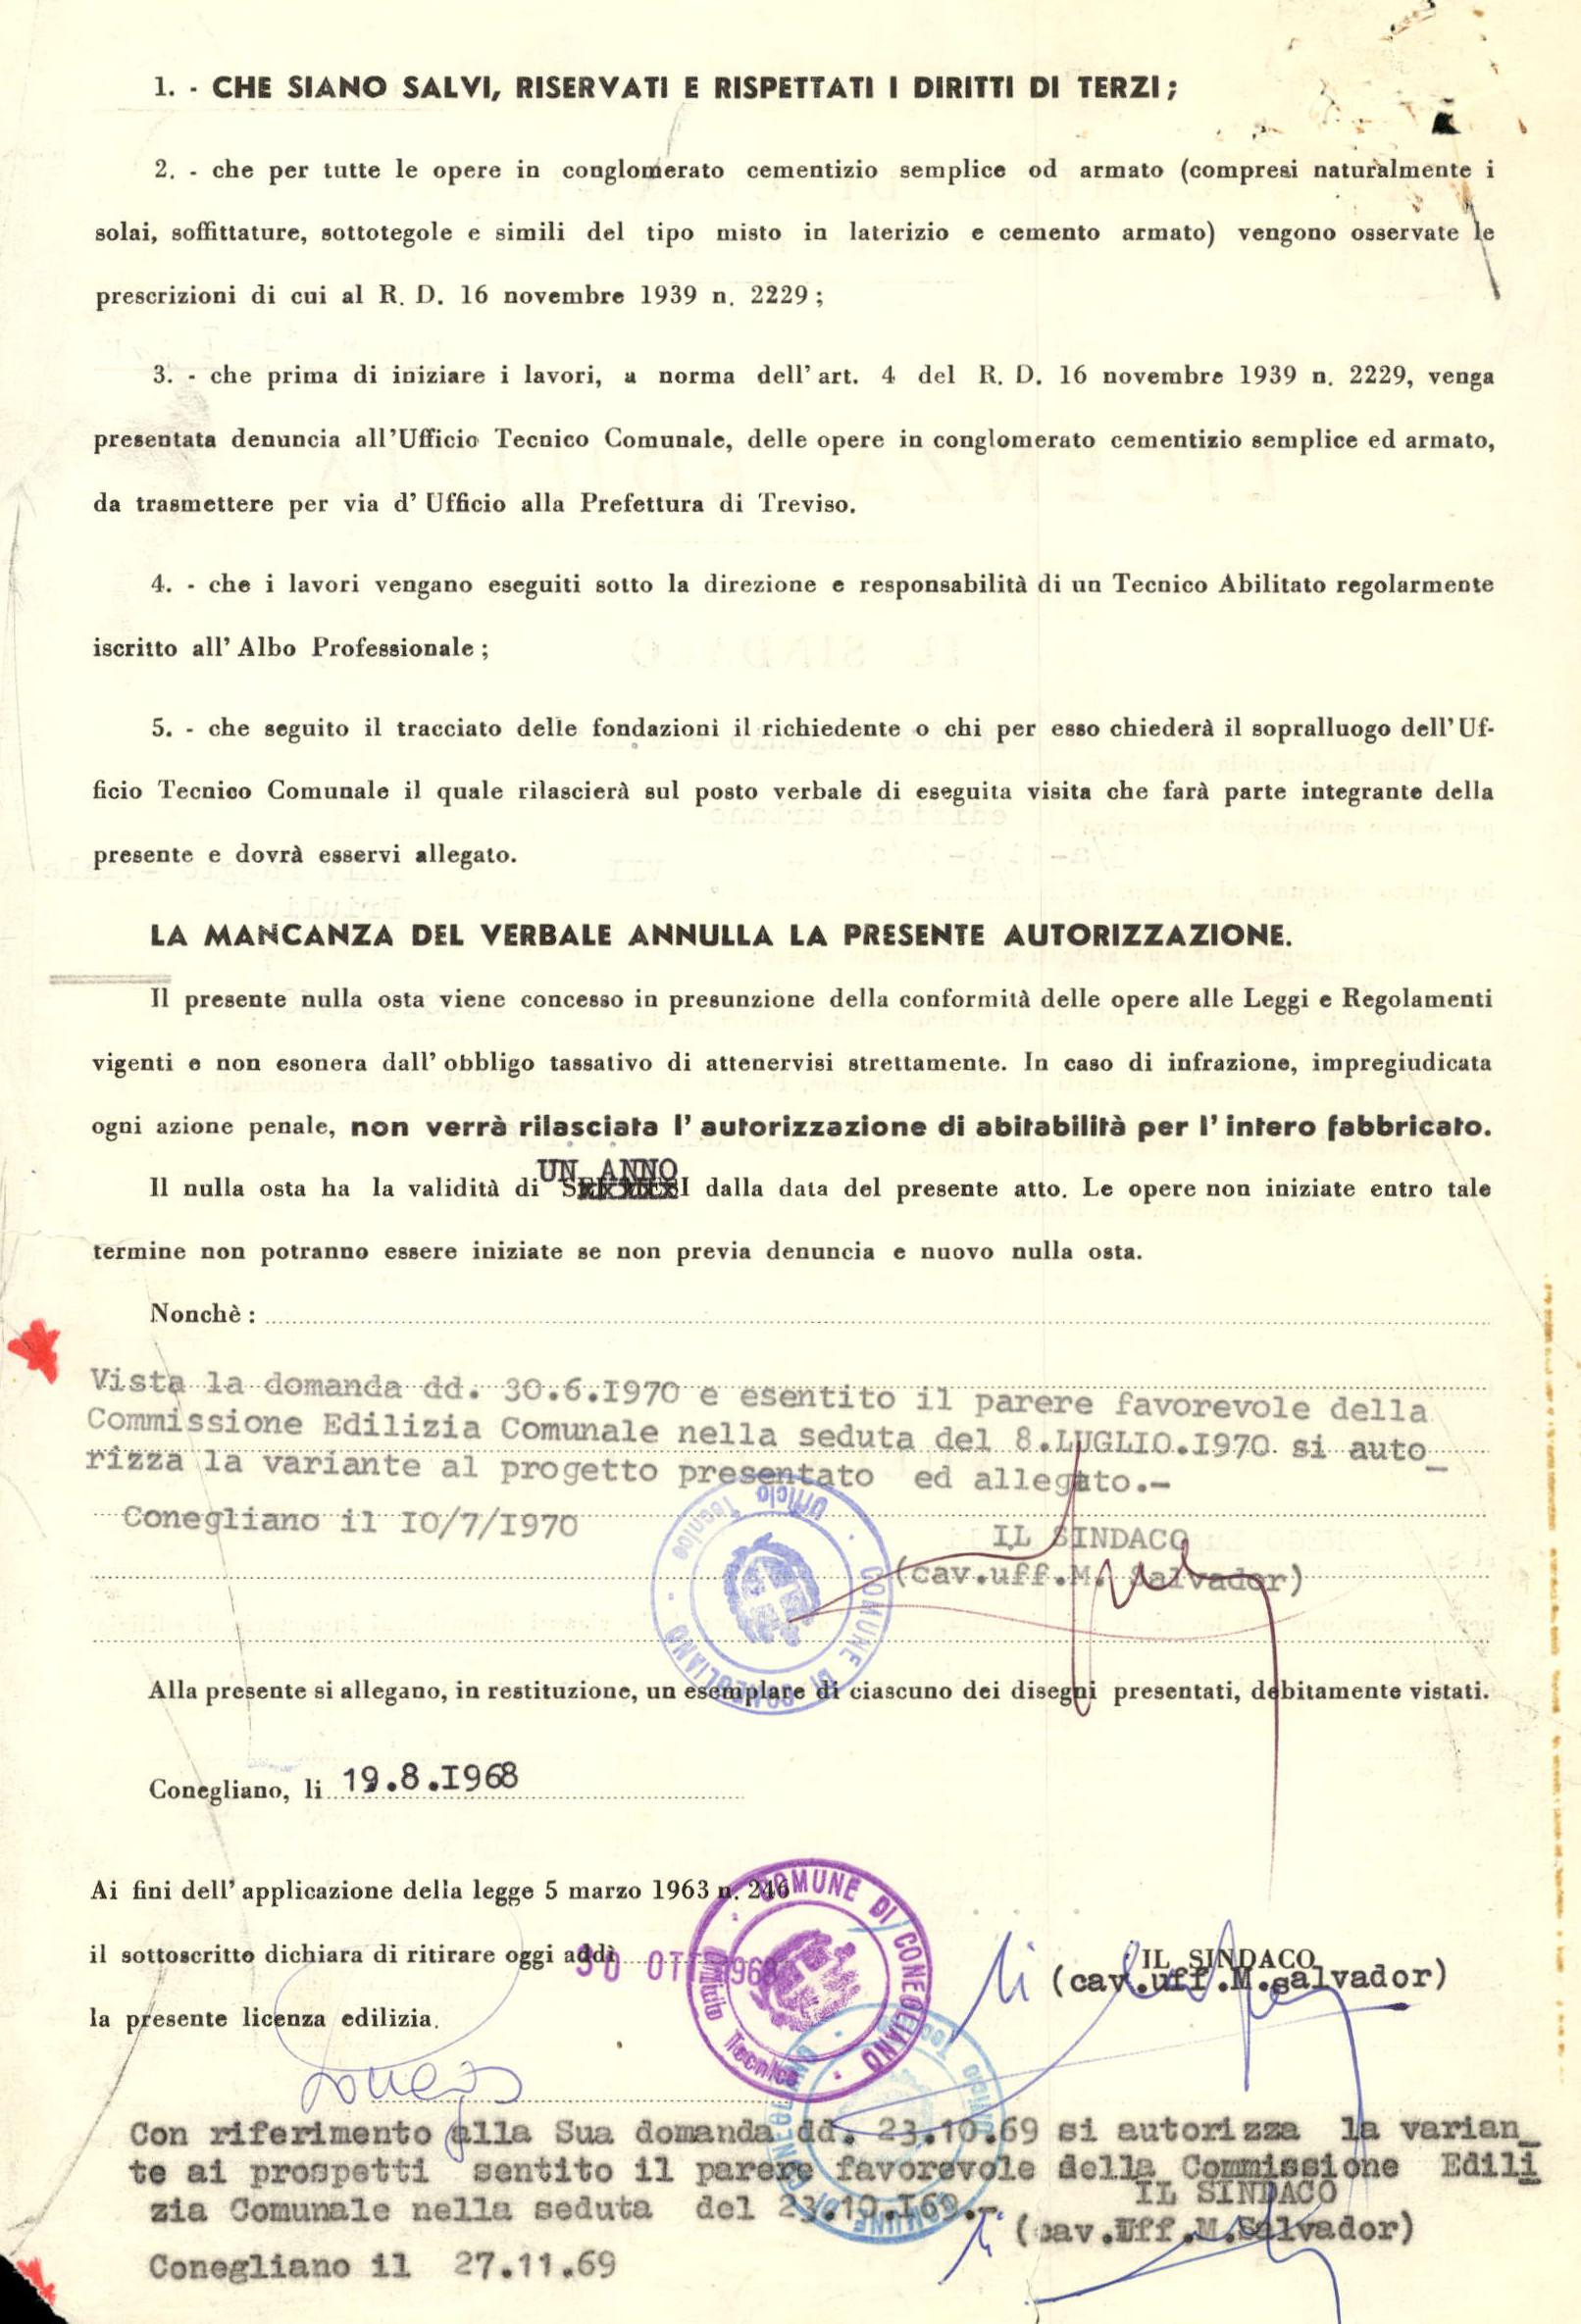 1. - CHE SIANO SALVI, RISERVATI E RISPETTATI I DIRITTI DI TERZI;
2. - che per tutte le opere in conglomerato cementizio semplice od armato (compresi naturalmente i
solai, soffittature, sottotegole e simili del tipo misto in laterizio e cemento armato) vengono osservate le
prescrizioni di cui al R. D. 16 novembre 1939 n. 2229;
3. - che prima di iniziare i lavori, a norma dell'art. 4 del R. D. 16 novembre 1939 n. 2229, venga
presentata denuncia all'Ufficio Tecnico Comunale, delle opere in conglomerato cementizio semplice ed armato,
da trasmettere per via d'Ufficio alla Prefettura di Treviso.
4. - che i lavori vengano eseguiti sotto la direzione e responsabilità di un Tecnico Abilitato regolarmente
iscritto all'Albo Professionale;
5. - che seguito il tracciato delle fondazioni il richiedente o chi per esso chiederà il sopralluogo dell'Uf-
ficio Tecnico Comunale il quale rilascierà sul posto verbale di eseguita visita che farà parte integrante della
presente e dovrà esservi allegato.
LA MANCANZA DEL VERBALE ANNULLA LA PRESENTE AUTORIZZAZIONE.
Il presente nulla osta viene concesso in presunzione della conformità delle opere alle Leggi e Regolamenti
vigenti e non esonera dall'obbligo tassativo di attenervisi strettamente. In caso di infrazione, impregiudicata
ogni azione penale, non verrà rilasciata l'autorizzazione di abitabilità per l'intero fabbricato.
UN ANNO
Il nulla osta ha la validità di dalla data del presente atto. Le opere non iniziate entro tale
termine non potranno essere iniziate se non previa denuncia e nuovo nulla osta.
Nonchè:
Vista la domanda dd. 30.6.I970 e esentito il parere favorevole della
Commissione Edilizia Comunale nella seduta del 8.LUGLIO.I970 si auto_
rizza la variante al progetto presentato ed allegato.-
Conegliano il IO/7/I970
IL SINDACO
(cav.uff.M. Salvador)
COMUNE DI CONEGLIANO · Ufficio Tecnico ·
Alla presente si allegano, in restituzione, un esemplare di ciascuno dei disegni presentati, debitamente vistati.
Conegliano, li 19.8.I968
Ai fini dell'applicazione della legge 5 marzo 1963 n. 246
il sottoscritto dichiara di ritirare oggi addì 30 OTT 1968
la presente licenza edilizia.
COMUNE DI CONEGLIANO · Ufficio Tecnico ·
IL SINDACO
(cav.uff.M.salvador)
Con riferimento alla Sua domanda dd. 23.10.69 si autorizza la varian_
te ai prospetti sentito il parere favorevole della Commissione Edili
zia Comunale nella seduta del 23.10.I69.-
IL SINDACO
(cav.Uff.M.Salvador)
Conegliano il 27.11.69